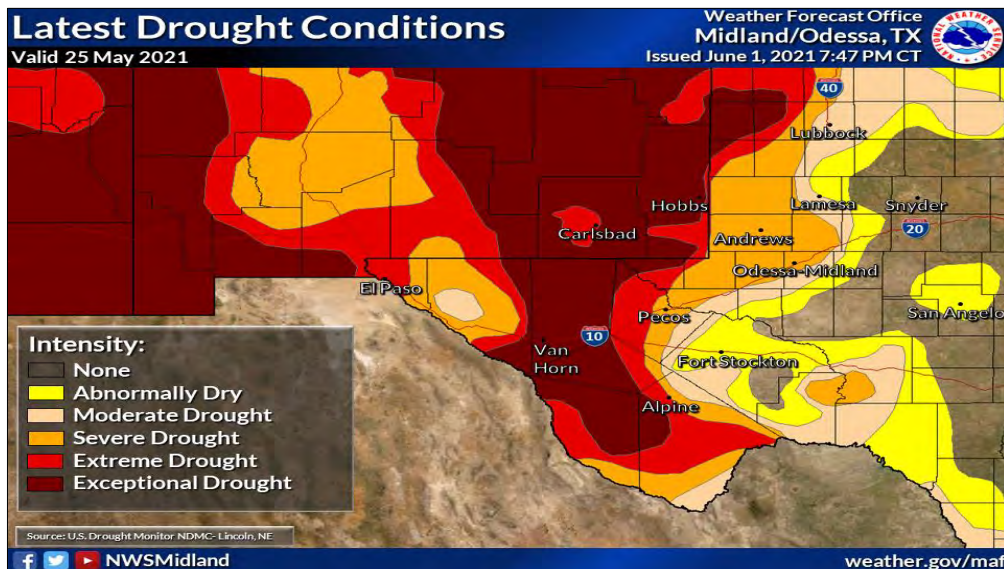 Latest Drought Conditions
Valid 25 May 2021
Weather Forecast Office
Midland/Odessa, TX
Issued June 1, 2021 7:47 PM CT
NATIONAL WEATHER SERVICE
40
Lubbock
Hobbs
Lamesa
Snyder
Carlsbad
Andrews
20
Odessa-Midland
El Paso
Pecos
San Angelo
10
Van
Horn
Fort Stockton
Alpine
Intensity:
None
Abnormally Dry
Moderate Drought
Severe Drought
Extreme Drought
Exceptional Drought
Source: U.S. Drought Monitor NDMC- Lincoln, NE
NWSMidland
weather.gov/maf